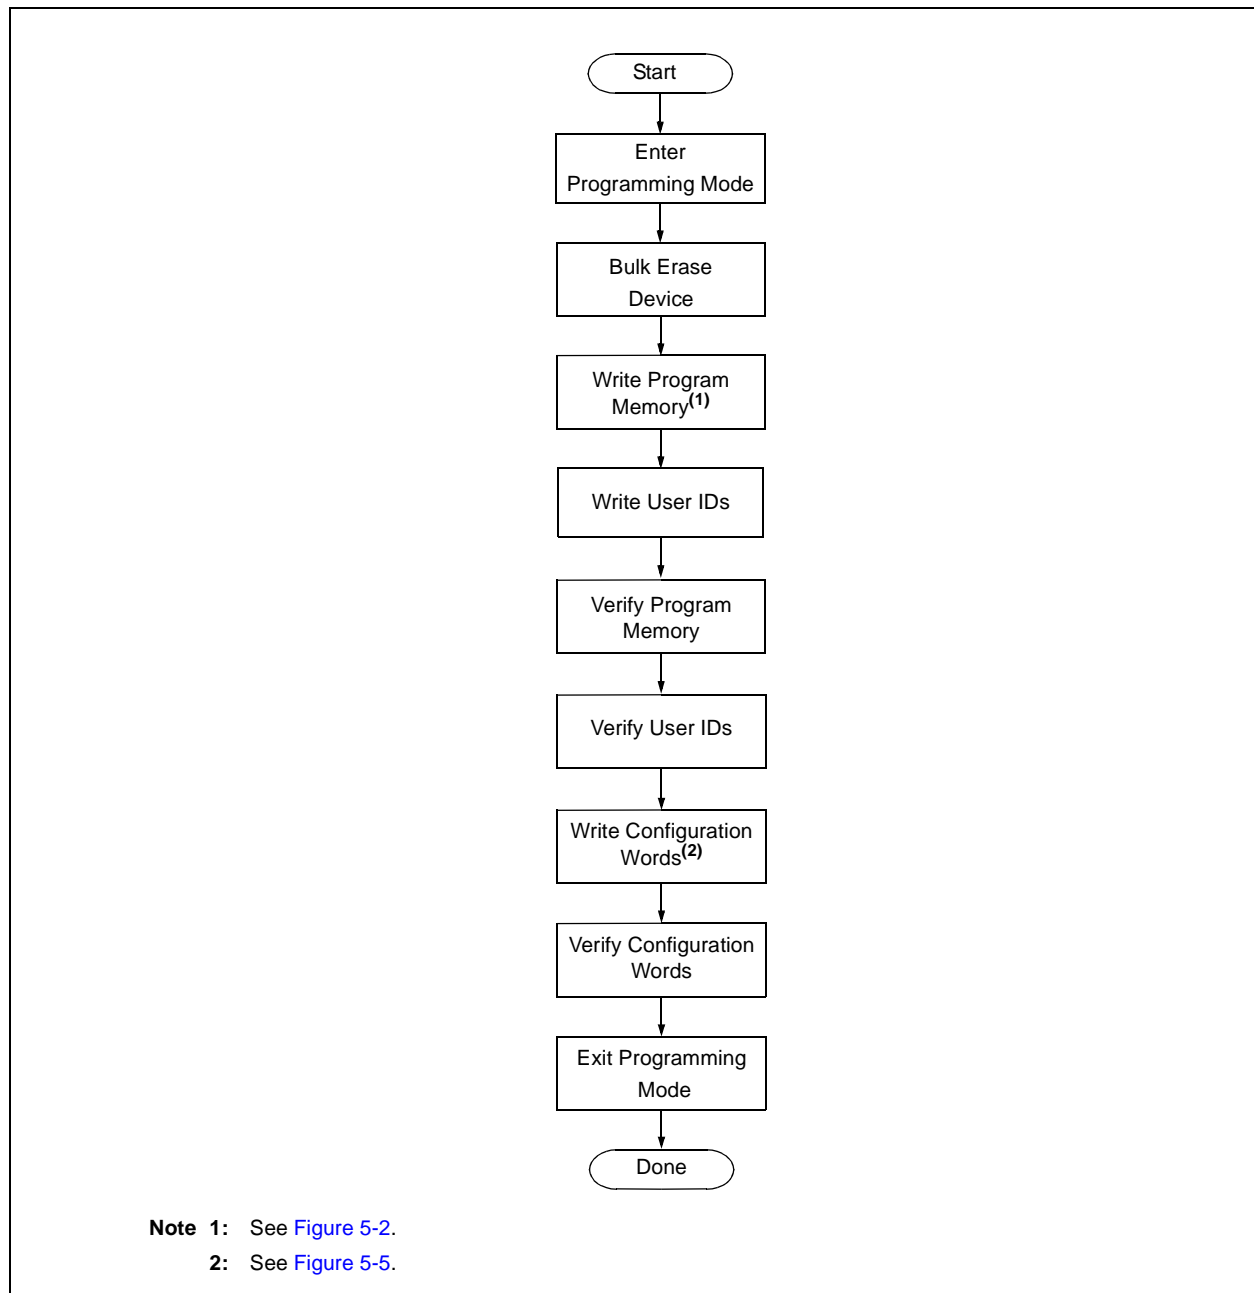 Start
Enter
Programming Mode
Bulk Erase
Device
Write Program
Memory(1)
Write User IDs
Verify Program
Memory
Verify User IDs
Write Configuration
Words(2)
Verify Configuration
Words
Exit Programming
Mode
Done
Note 1: See Figure 5-2.
2: See Figure 5-5.